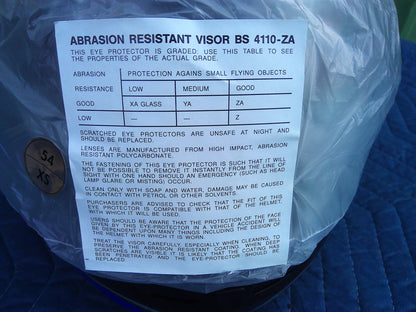 ABRASION RESISTANT VISOR BS 4110-ZA
THIS EYE PROTECTOR IS GRADED: USE THIS TABLE TO SEE
THE PROPERTIES OF THE ACTUAL GRADE.
ABRASION PROTECTION AGAINS SMALL FLYING OBJECTS
RESISTANCE LOW MEDIUM GOOD
GOOD XA GLASS YA ZA
LOW — — Z
SCRATCHED EYE PROTECTORS ARE UNSAFE AT NIGHT AND
SHOULD BE REPLACED.
LENSES ARE MANUFACTURED FROM HIGH IMPACT, ABRASION
RESISTANT POLYCARBONATE.
THE FASTENING OF THIS EYE PROTECTOR IS SUCH THAT IT WILL
NOT BE POSSIBLE TO REMOVE IT INSTANTLY FROM THE LINE OF
SIGHT WITH ONE HAND SHOULD AN EMERGENCY (SUCH AS HEAD
LAMP GLARE OR MISTING) OCCUR.
CLEAN ONLY WITH SOAP AND WATER, DAMAGE MAY BE CAUSED
IN CONTACT WITH PETROL OR OTHER SOLVENTS.
PURCHASERS ARE ADVISED TO CHECK THAT THE FIT OF THIS
EYE PROTECTOR IS COMPATIBLE WITH THAT OF THE HELMET,
WITH WHICH IT WILL BE USED.
USERS SHOULD BE AWARE THAT THE PROTECTION OF THE FACE
GIVEN BY THIS EYE-PROTECTOR IN A VEHICLE ACCIDENT WILL
BE DEPENDENT UPON MANY THINGS INCLUDING THE DESIGN OF
THE HELMET WITH WHICH IT IS WORN.
TREAT THE VISOR CAREFULLY, ESPECIALLY WHEN CLEANING, TO
PRESERVE THE ABRASION RESISTANT COATING. WHEN DEEP
SCRATCHES ARE VISIBLE IT IS LIKELY THAT THE COATING HAS
BEEN PENETRATED AND THE EYE-PROTECTOR SHOULD BE
REPLACED
54
XS